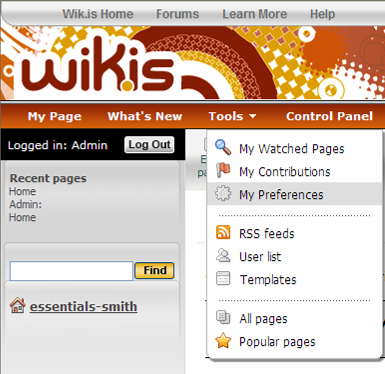 Wik.is Home Forums Learn More Help
wik.is
My Page What's New Tools Control Panel
Logged in: Admin Log Out
My Watched Pages
My Contributions
My Preferences
RSS feeds
User list
Templates
All pages
Popular pages
Recent pages
Home
Admin:
Home
Find
essentials-smith